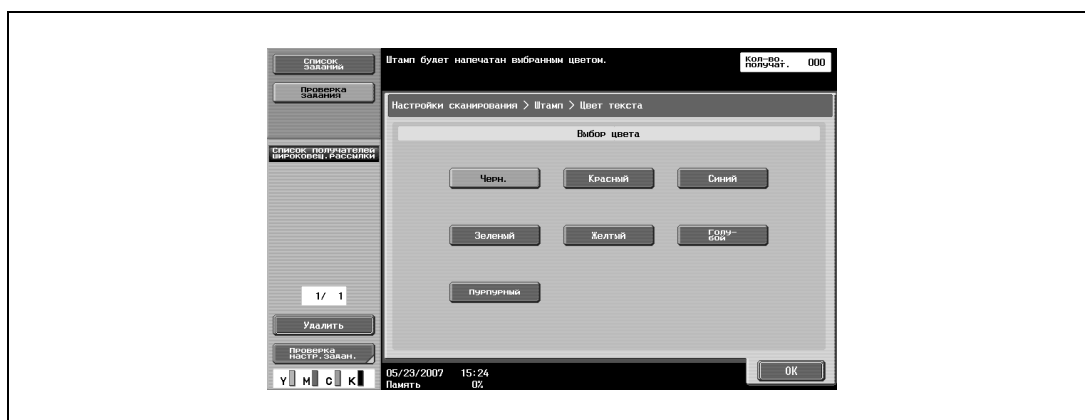 Список
заданий
Штамп будет напечатан выбранным цветом.
Кол-во.
получат.
000
Проверка
задания
Настройки сканирования > Штамп > Цвет текста
Выбор цвета
Список получателей
широковещ.рассылки
Черн.
Красный
Синий
Зеленый
Желтый
Голу-
бой
Пурпурный
1/ 1
Удалить
Проверка
настр.задан.
Y M C K
05/23/2007 15:24
Память 0%
OK